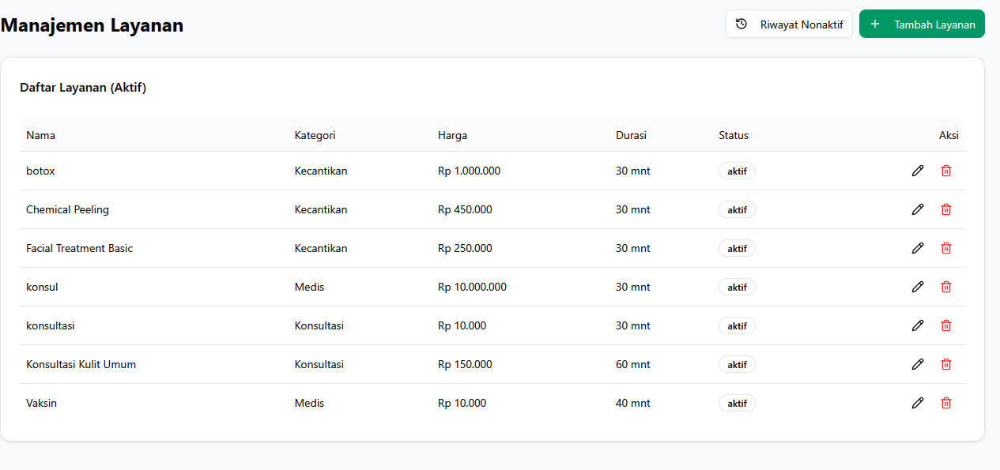 Manajemen Layanan
Riwayat Nonaktif
Tambah Layanan
Daftar Layanan (Aktif)
Nama Kategori Harga Durasi Status Aksi
botox Kecantikan Rp 1.000.000 30 mnt aktif
Chemical Peeling Kecantikan Rp 450.000 30 mnt aktif
Facial Treatment Basic Kecantikan Rp 250.000 30 mnt aktif
konsul Medis Rp 10.000.000 30 mnt aktif
konsultasi Konsultasi Rp 10.000 30 mnt aktif
Konsultasi Kulit Umum Konsultasi Rp 150.000 60 mnt aktif
Vaksin Medis Rp 10.000 40 mnt aktif